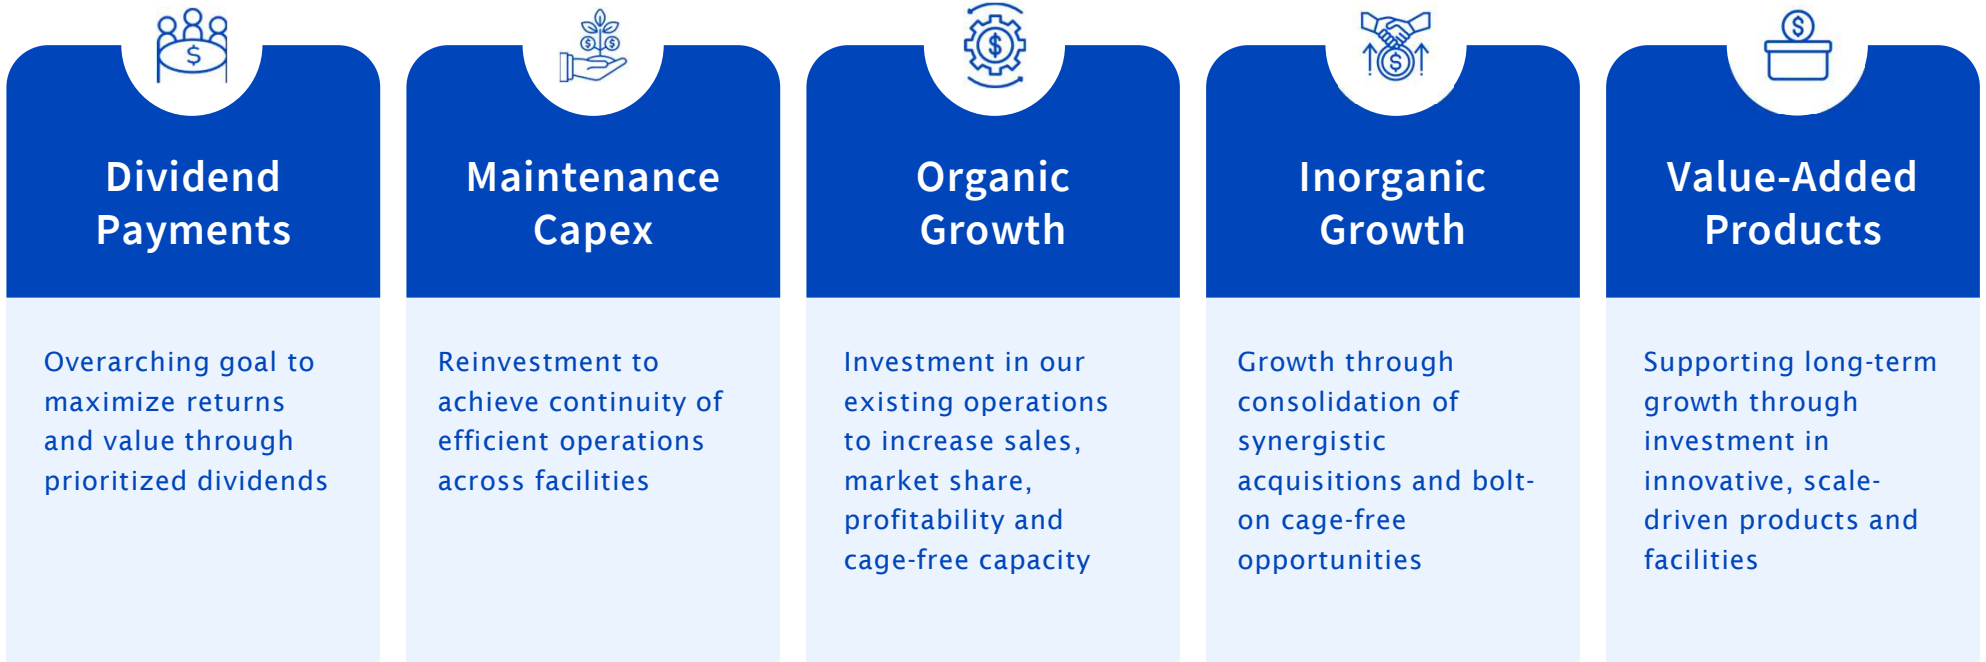 Dividend
Payments
Overarching goal to
maximize returns
and value through
prioritized dividends
Maintenance
Capex
Reinvestment to
achieve continuity of
efficient operations
across facilities
Organic
Growth
Investment in our
existing operations
to increase sales,
market share,
profitability and
cage-free capacity
Inorganic
Growth
Growth through
consolidation of
synergistic
acquisitions and bolt-
on cage-free
opportunities
Value-Added
Products
Supporting long-term
growth through
investment in
innovative, scale-
driven products and
facilities